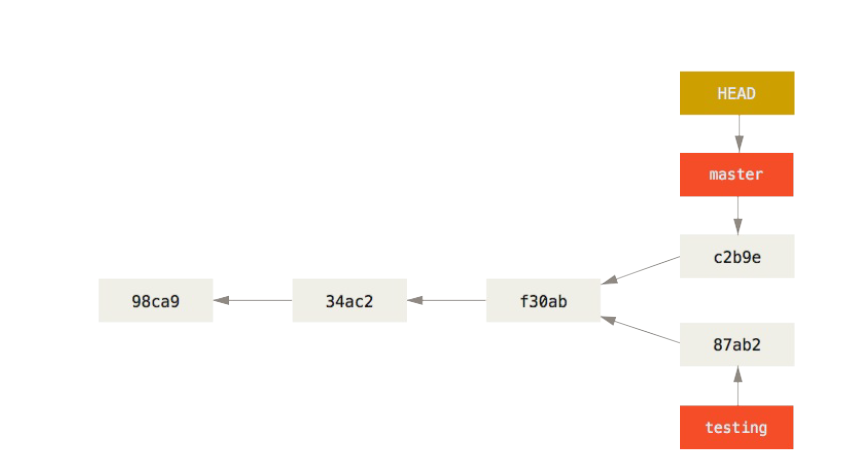 HEAD
master
c2b9e
98ca9
34ac2
f30ab
87ab2
testing